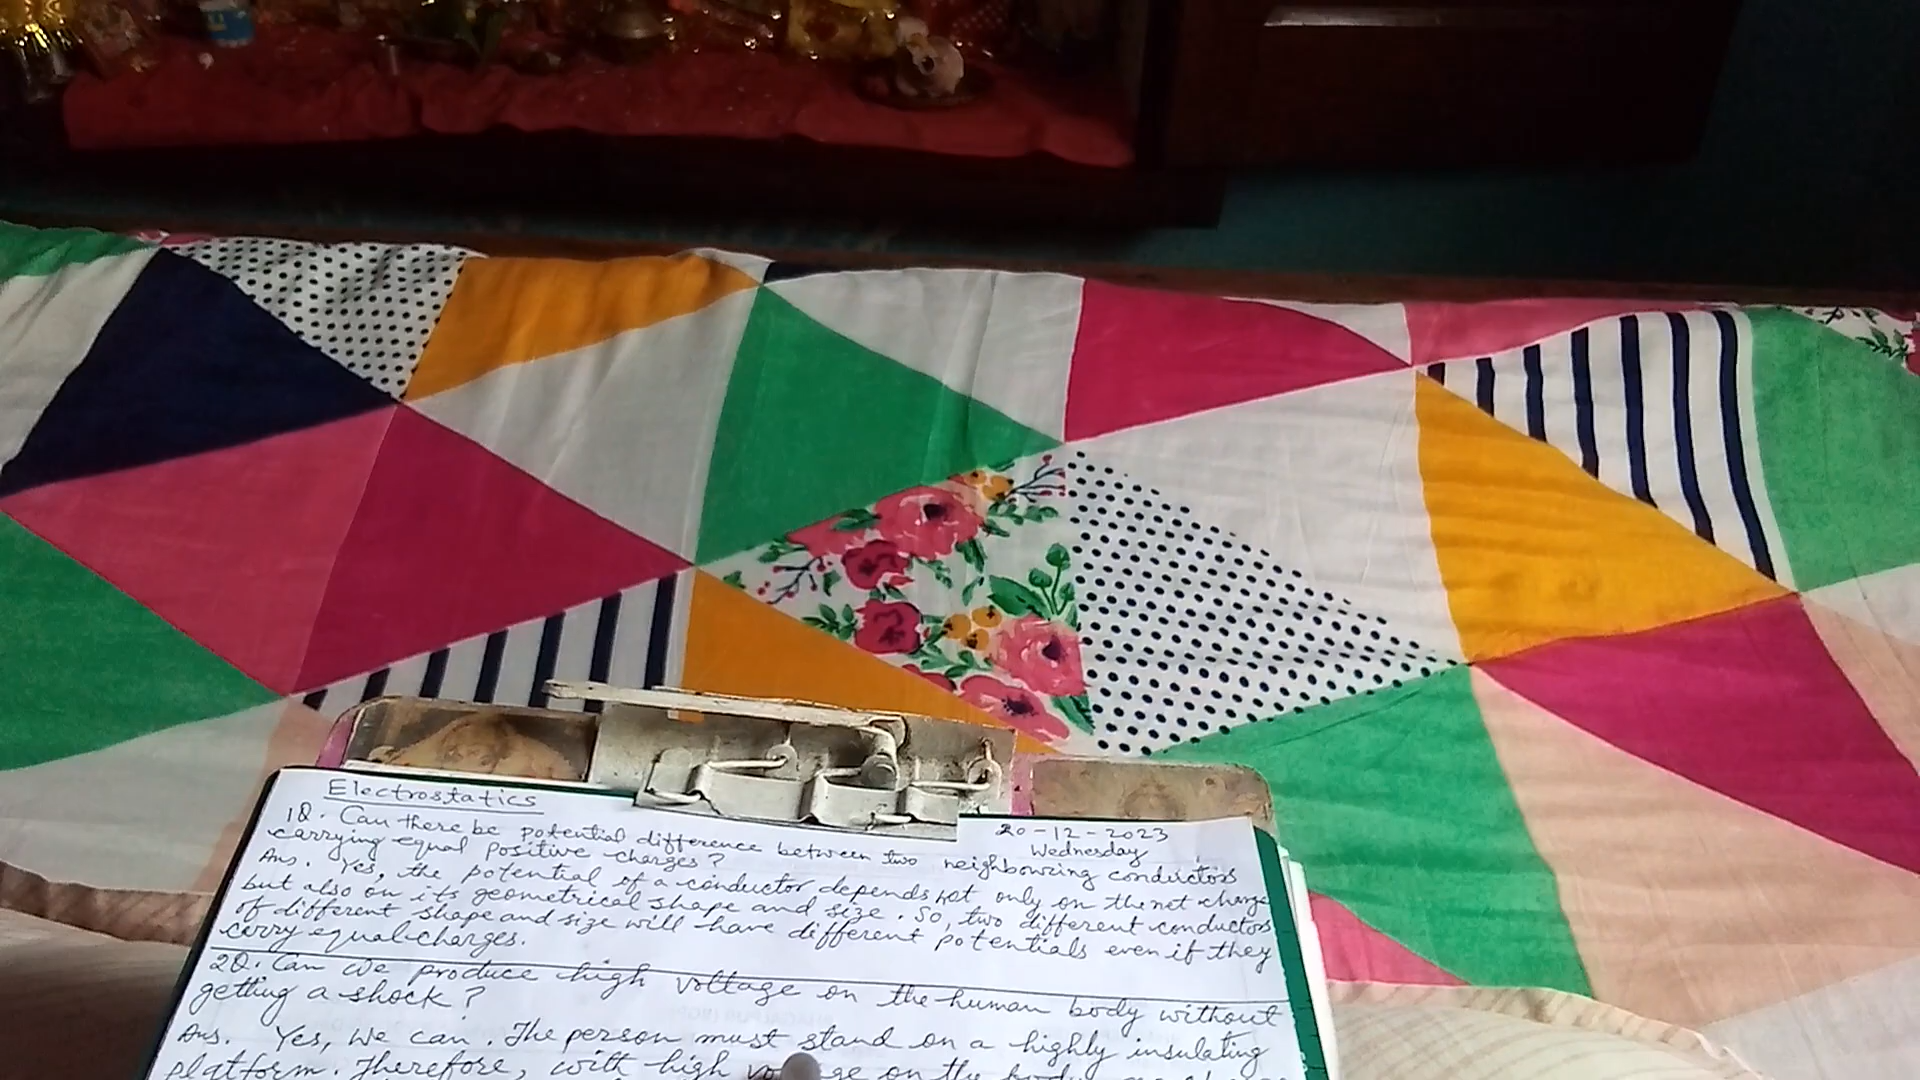 Electrostatics
20-12-2023
Wednesday
1Q. Can there be potential difference between two neighbouring conductors
carrying equal positive charges?
Ans. Yes, the potential of a conductor depends not only on the net charge
but also on its geometrical shape and size. So, two different conductors
of different shape and size will have different potentials even if they
carry equal charges.
2Q. Can we produce high voltage on the human body without
getting a shock?
Ans. Yes, we can. The person must stand on a highly insulating
platform. Therefore, with high on the